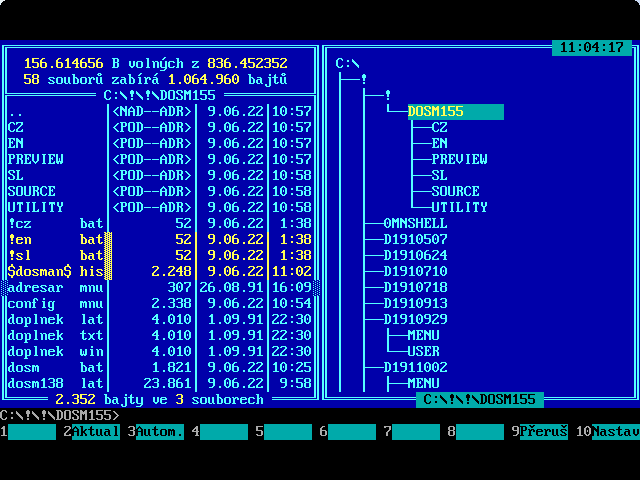 11:04:17
156.614656 B volných z 836.452352
58 souborů zabírá 1.064.960 bajtů
C:\!\!\DOSM155
.. <NAD--ADR> 9.06.22 10:57
CZ <POD--ADR> 9.06.22 10:57
EN <POD--ADR> 9.06.22 10:57
PREVIEW <POD--ADR> 9.06.22 10:57
SL <POD--ADR> 9.06.22 10:58
SOURCE <POD--ADR> 9.06.22 10:58
UTILITY <POD--ADR> 9.06.22 10:58
!cz bat 52 9.06.22 1:38
!en bat 52 9.06.22 1:38
!sl bat 52 9.06.22 1:38
$dosman$ his 2.248 9.06.22 11:02
adresar mnu 307 26.08.91 16:09
config mnu 2.338 9.06.22 10:54
doplnek lat 4.010 1.09.91 22:30
doplnek txt 4.010 1.09.91 22:30
doplnek win 4.010 1.09.91 22:30
dosm bat 1.821 9.06.22 10:25
dosm138 lat 23.861 9.06.22 9:58
2.352 bajty ve 3 souborech
C:\
!
!
DOSM155
CZ
EN
PREVIEW
SL
SOURCE
UTILITY
OMNSHELL
D1910507
D1910624
D1910710
D1910718
D1910913
D1910929
MENU
USER
D1911002
MENU
C:\!\!\DOSM155
C:\!\!\DOSM155>
1 2Aktual 3Autom. 4 5 6 7 8 9Přeruš 10Nastav